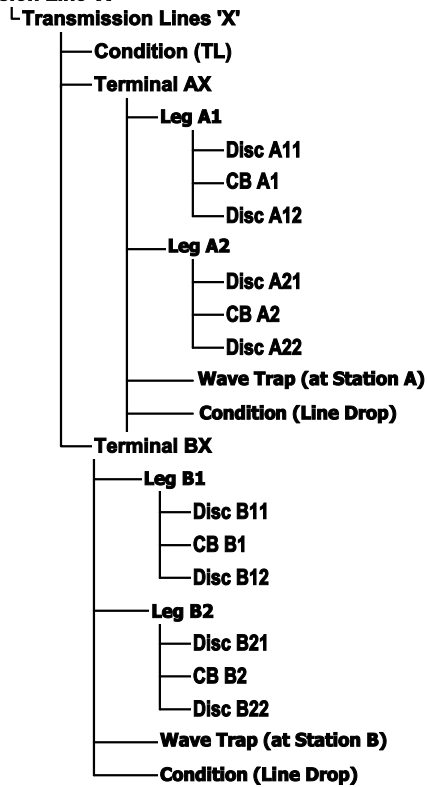 Transmission Lines 'X'
Condition (TL)
Terminal AX
Leg A1
Disc A11
CB A1
Disc A12
Leg A2
Disc A21
CB A2
Disc A22
Wave Trap (at Station A)
Condition (Line Drop)
Terminal BX
Leg B1
Disc B11
CB B1
Disc B12
Leg B2
Disc B21
CB B2
Disc B22
Wave Trap (at Station B)
Condition (Line Drop)